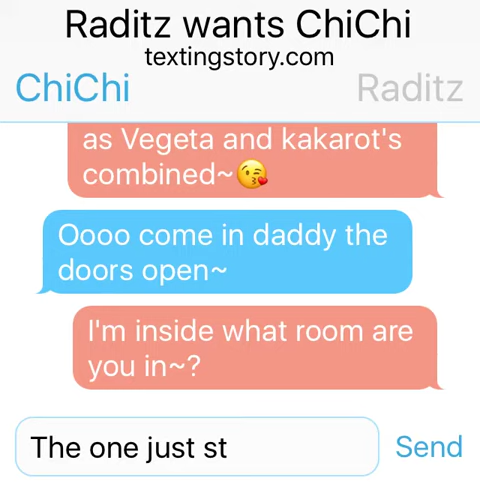 Raditz wants ChiChi
textingstory.com
ChiChi
Raditz
as Vegeta and kakarot's
combined~😘
Oooo come in daddy the
doors open~
I'm inside what room are
you in~?
The one just st
Send